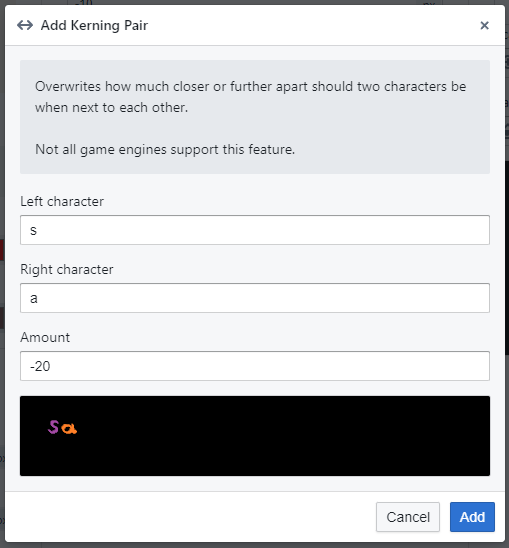 Add Kerning Pair
Overwrites how much closer or further apart should two characters be
when next to each other.
Not all game engines support this feature.
Left character
s
Right character
a
Amount
-20
sa
Cancel Add